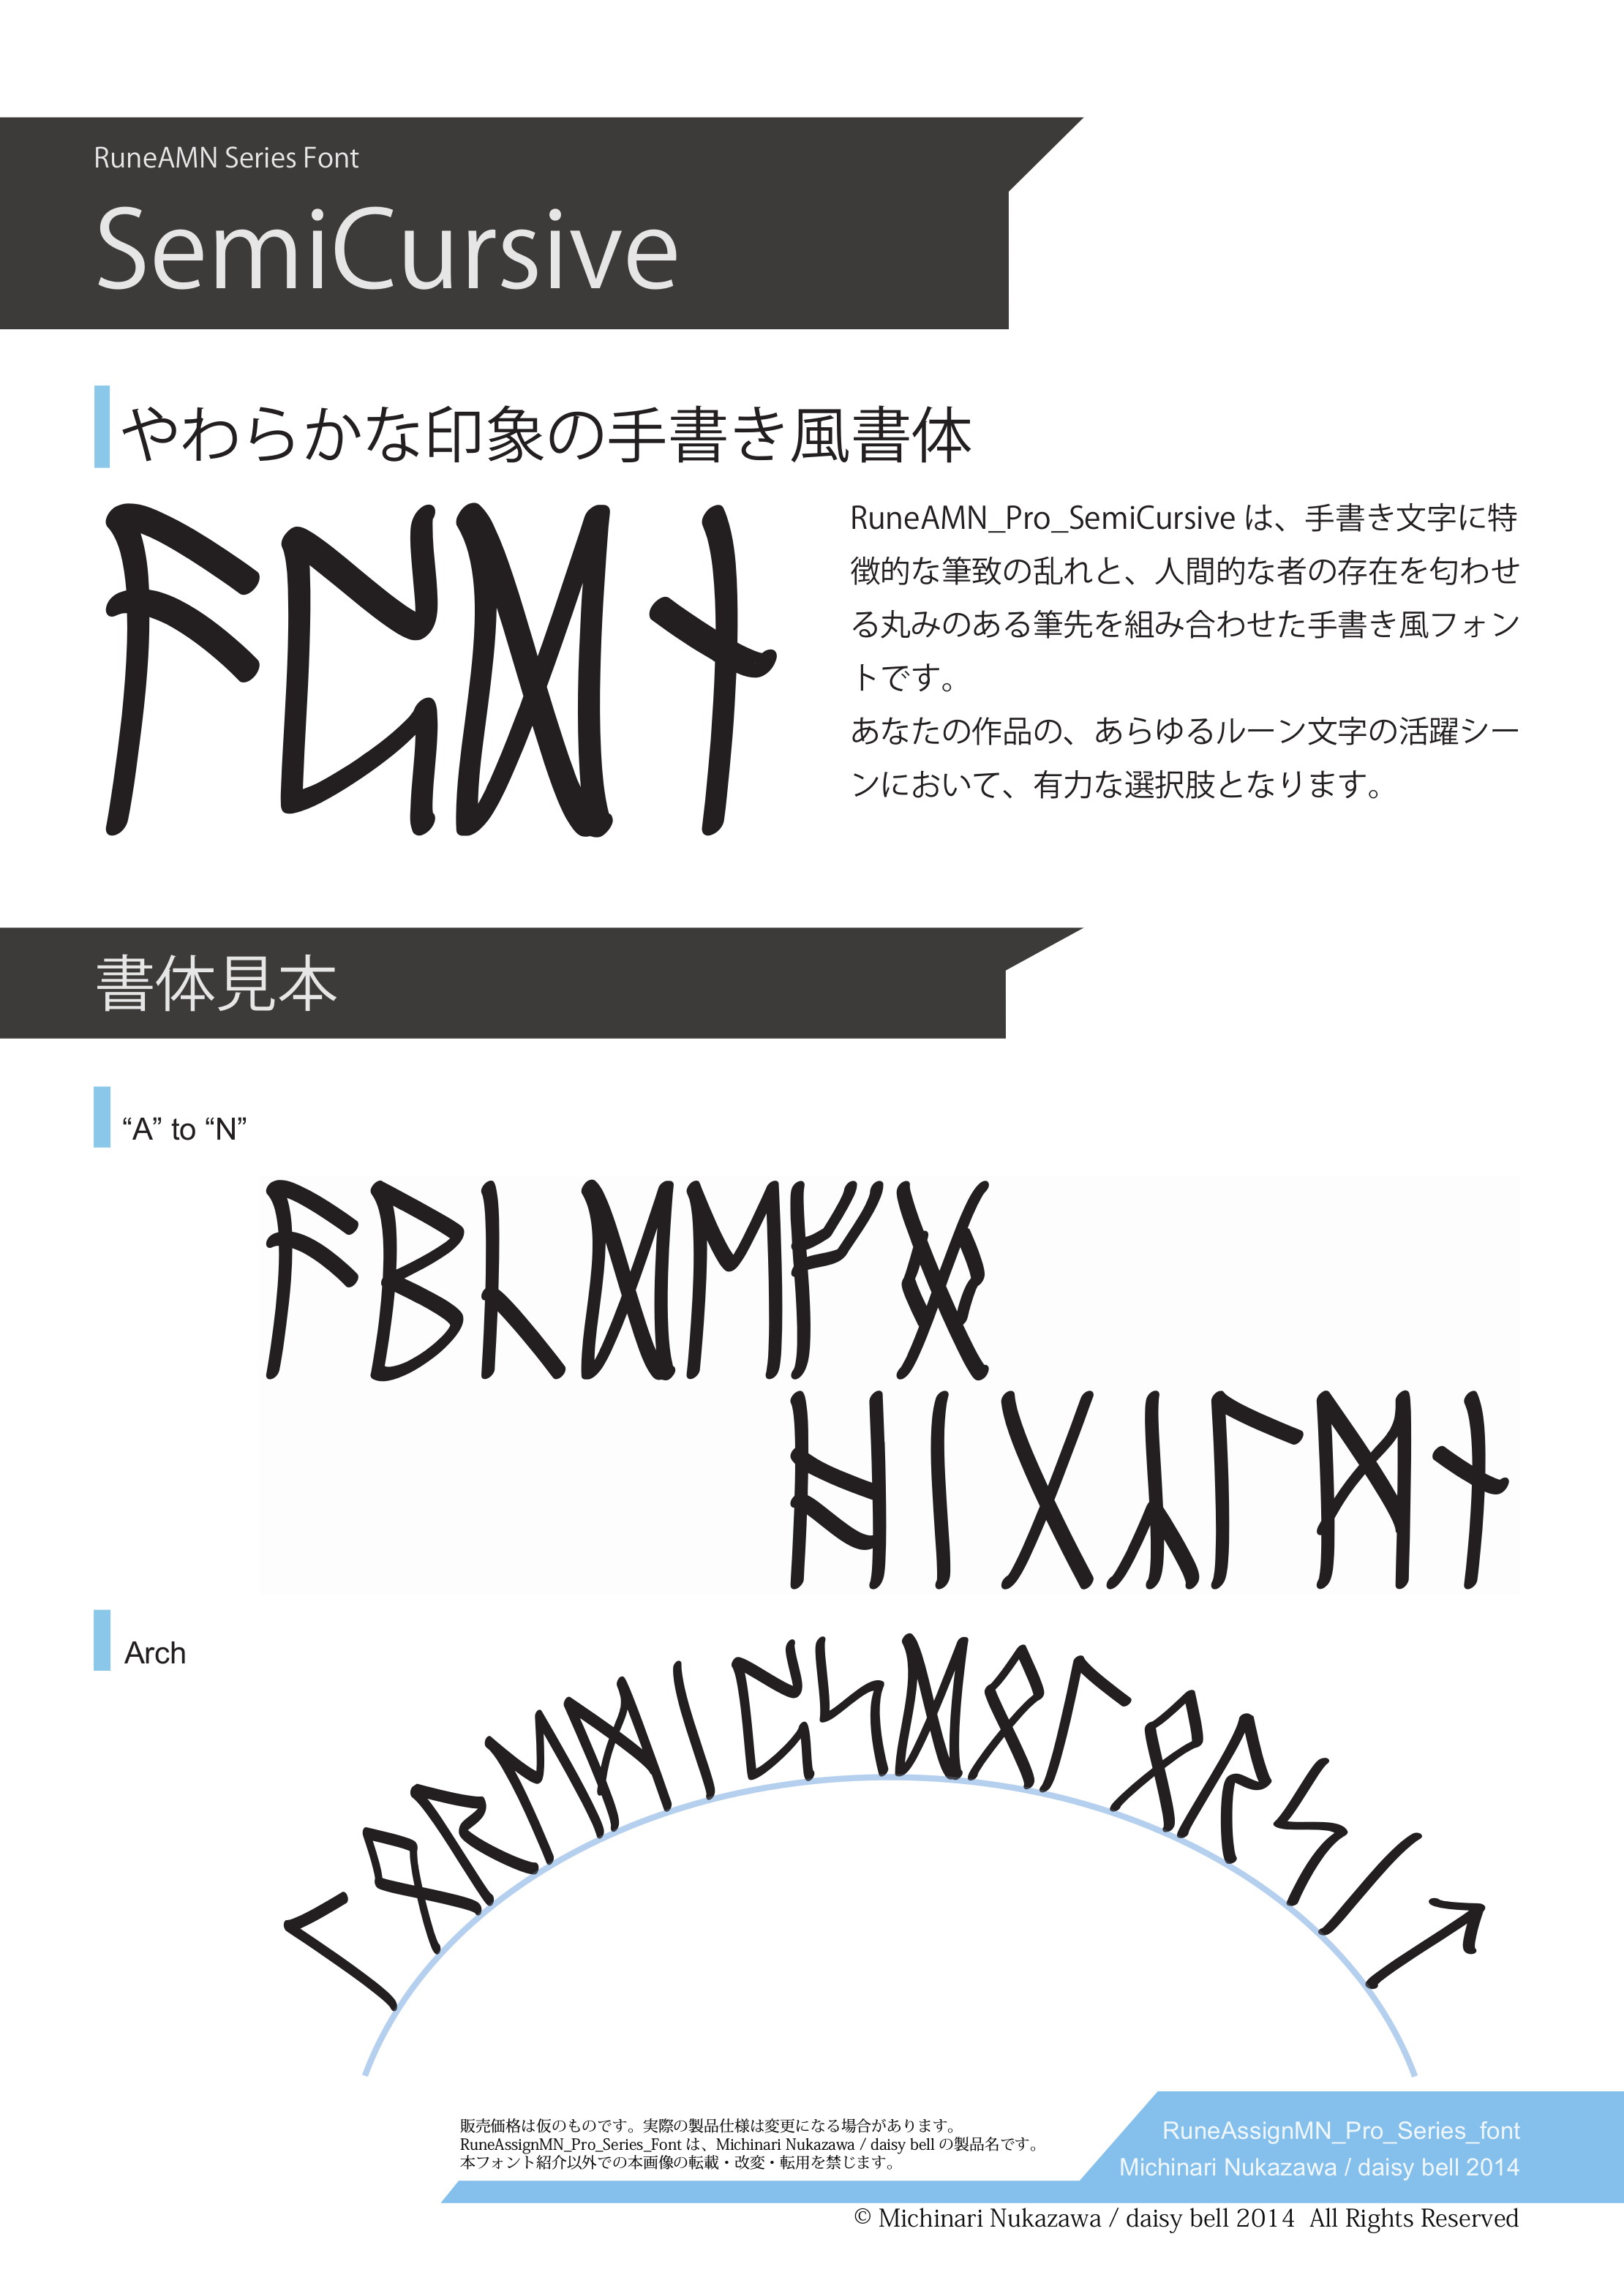 RuneAMN Series Font
SemiCursive
やわらかな印象の手書き風書体
ᚨᛈᛞᚾ
RuneAMN_Pro_SemiCursive は、手書き文字に特
徴的な筆致の乱れと、人間的な者の存在を匂わせ
る丸みのある筆先を組み合わせた手書き風フォン
トです。
あなたの作品の、あらゆるルーン文字の活躍シー
ンにおいて、有力な選択肢となります。
書体見本
“A” to “N”
ᚨᛒᚳᛞᛖᚠᛝ
ᚻᛁᚷᛣᛚᛗᚾ
Arch
ᛚᛟᚱᛖᛗᛁᛈᛋᛞᛟᛚᛟᚱᛋᛁᛏ
販売価格は仮のものです。実際の製品仕様は変更になる場合があります。
RuneAssignMN_Pro_Series_Font は、Michinari Nukazawa / daisy bell の製品名です。
本フォント紹介以外での本画像の転載・改変・転用を禁じます。
RuneAssignMN_Pro_Series_font
Michinari Nukazawa / daisy bell 2014
© Michinari Nukazawa / daisy bell 2014 All Rights Reserved